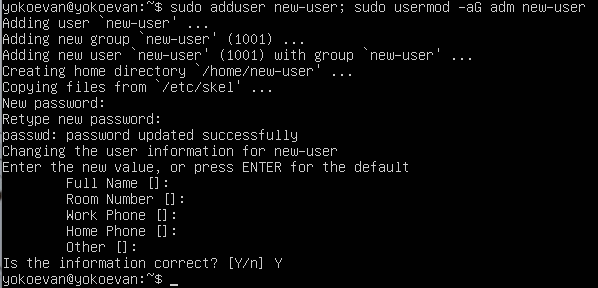 yokoevan@yokoevan:~$ sudo adduser new-user; sudo usermod -aG adm new-user
Adding user `new-user' ...
Adding new group `new-user' (1001) ...
Adding new user `new-user' (1001) with group `new-user' ...
Creating home directory `/home/new-user' ...
Copying files from `/etc/skel' ...
New password:
Retype new password:
passwd: password updated successfully
Changing the user information for new-user
Enter the new value, or press ENTER for the default
        Full Name []:
        Room Number []:
        Work Phone []:
        Home Phone []:
        Other []:
Is the information correct? [Y/n] Y
yokoevan@yokoevan:~$ _